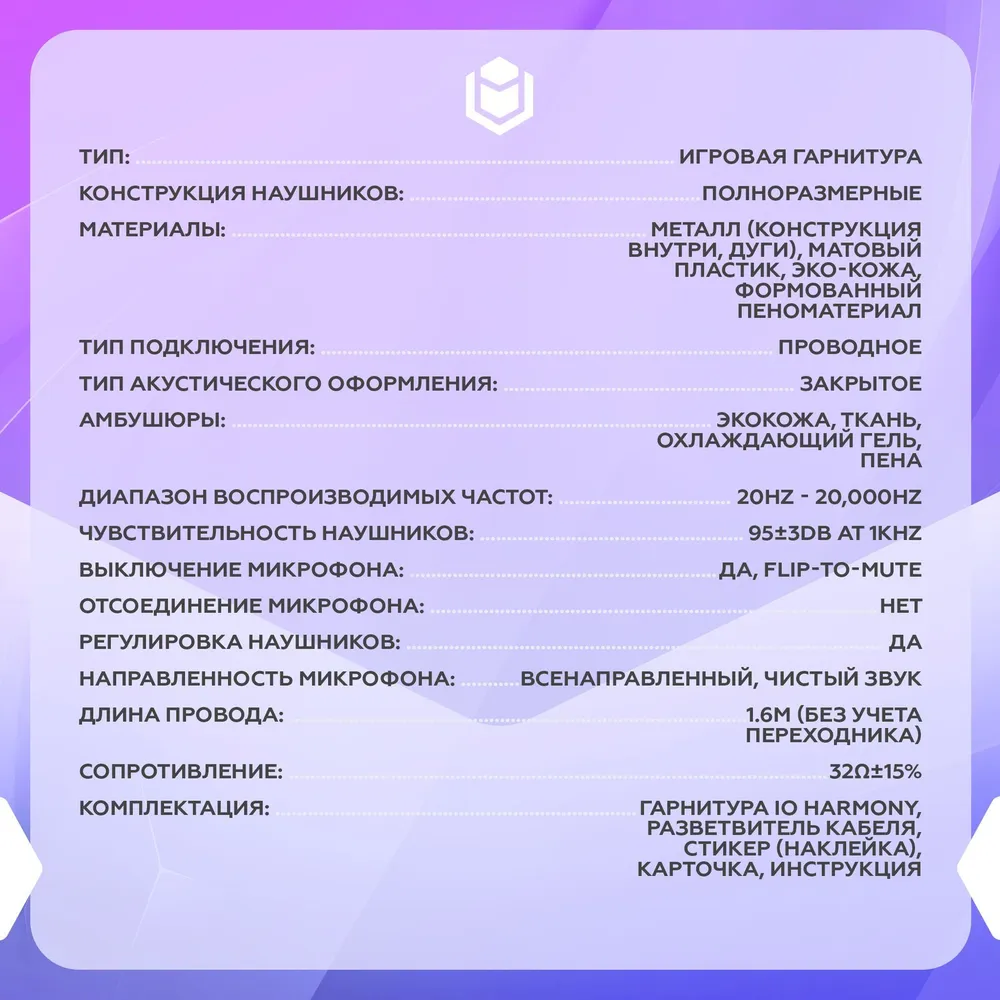 ТИП: ИГРОВАЯ ГАРНИТУРА
КОНСТРУКЦИЯ НАУШНИКОВ: ПОЛНОРАЗМЕРНЫЕ
МАТЕРИАЛЫ: МЕТАЛЛ (КОНСТРУКЦИЯ
ВНУТРИ, ДУГИ), МАТОВЫЙ
ПЛАСТИК, ЭКО-КОЖА,
ФОРМОВАННЫЙ
ПЕНОМАТЕРИАЛ
ТИП ПОДКЛЮЧЕНИЯ: ПРОВОДНОЕ
ТИП АКУСТИЧЕСКОГО ОФОРМЛЕНИЯ: ЗАКРЫТОЕ
АМБУШЮРЫ: ЭКОКОЖА, ТКАНЬ,
ОХЛАЖДАЮЩИЙ ГЕЛЬ,
ПЕНА
ДИАПАЗОН ВОСПРОИЗВОДИМЫХ ЧАСТОТ: 20HZ - 20,000HZ
ЧУВСТВИТЕЛЬНОСТЬ НАУШНИКОВ: 95±3DB AT 1KHZ
ВЫКЛЮЧЕНИЕ МИКРОФОНА: ДА, FLIP-TO-MUTE
ОТСОЕДИНЕНИЕ МИКРОФОНА: НЕТ
РЕГУЛИРОВКА НАУШНИКОВ: ДА
НАПРАВЛЕННОСТЬ МИКРОФОНА: ВСЕНАПРАВЛЕННЫЙ, ЧИСТЫЙ ЗВУК
ДЛИНА ПРОВОДА: 1.6М (БЕЗ УЧЕТА
ПЕРЕХОДНИКА)
СОПРОТИВЛЕНИЕ: 32Ω±15%
КОМПЛЕКТАЦИЯ: ГАРНИТУРА IO HARMONY,
РАЗВЕТВИТЕЛЬ КАБЕЛЯ,
СТИКЕР (НАКЛЕЙКА),
КАРТОЧКА, ИНСТРУКЦИЯ